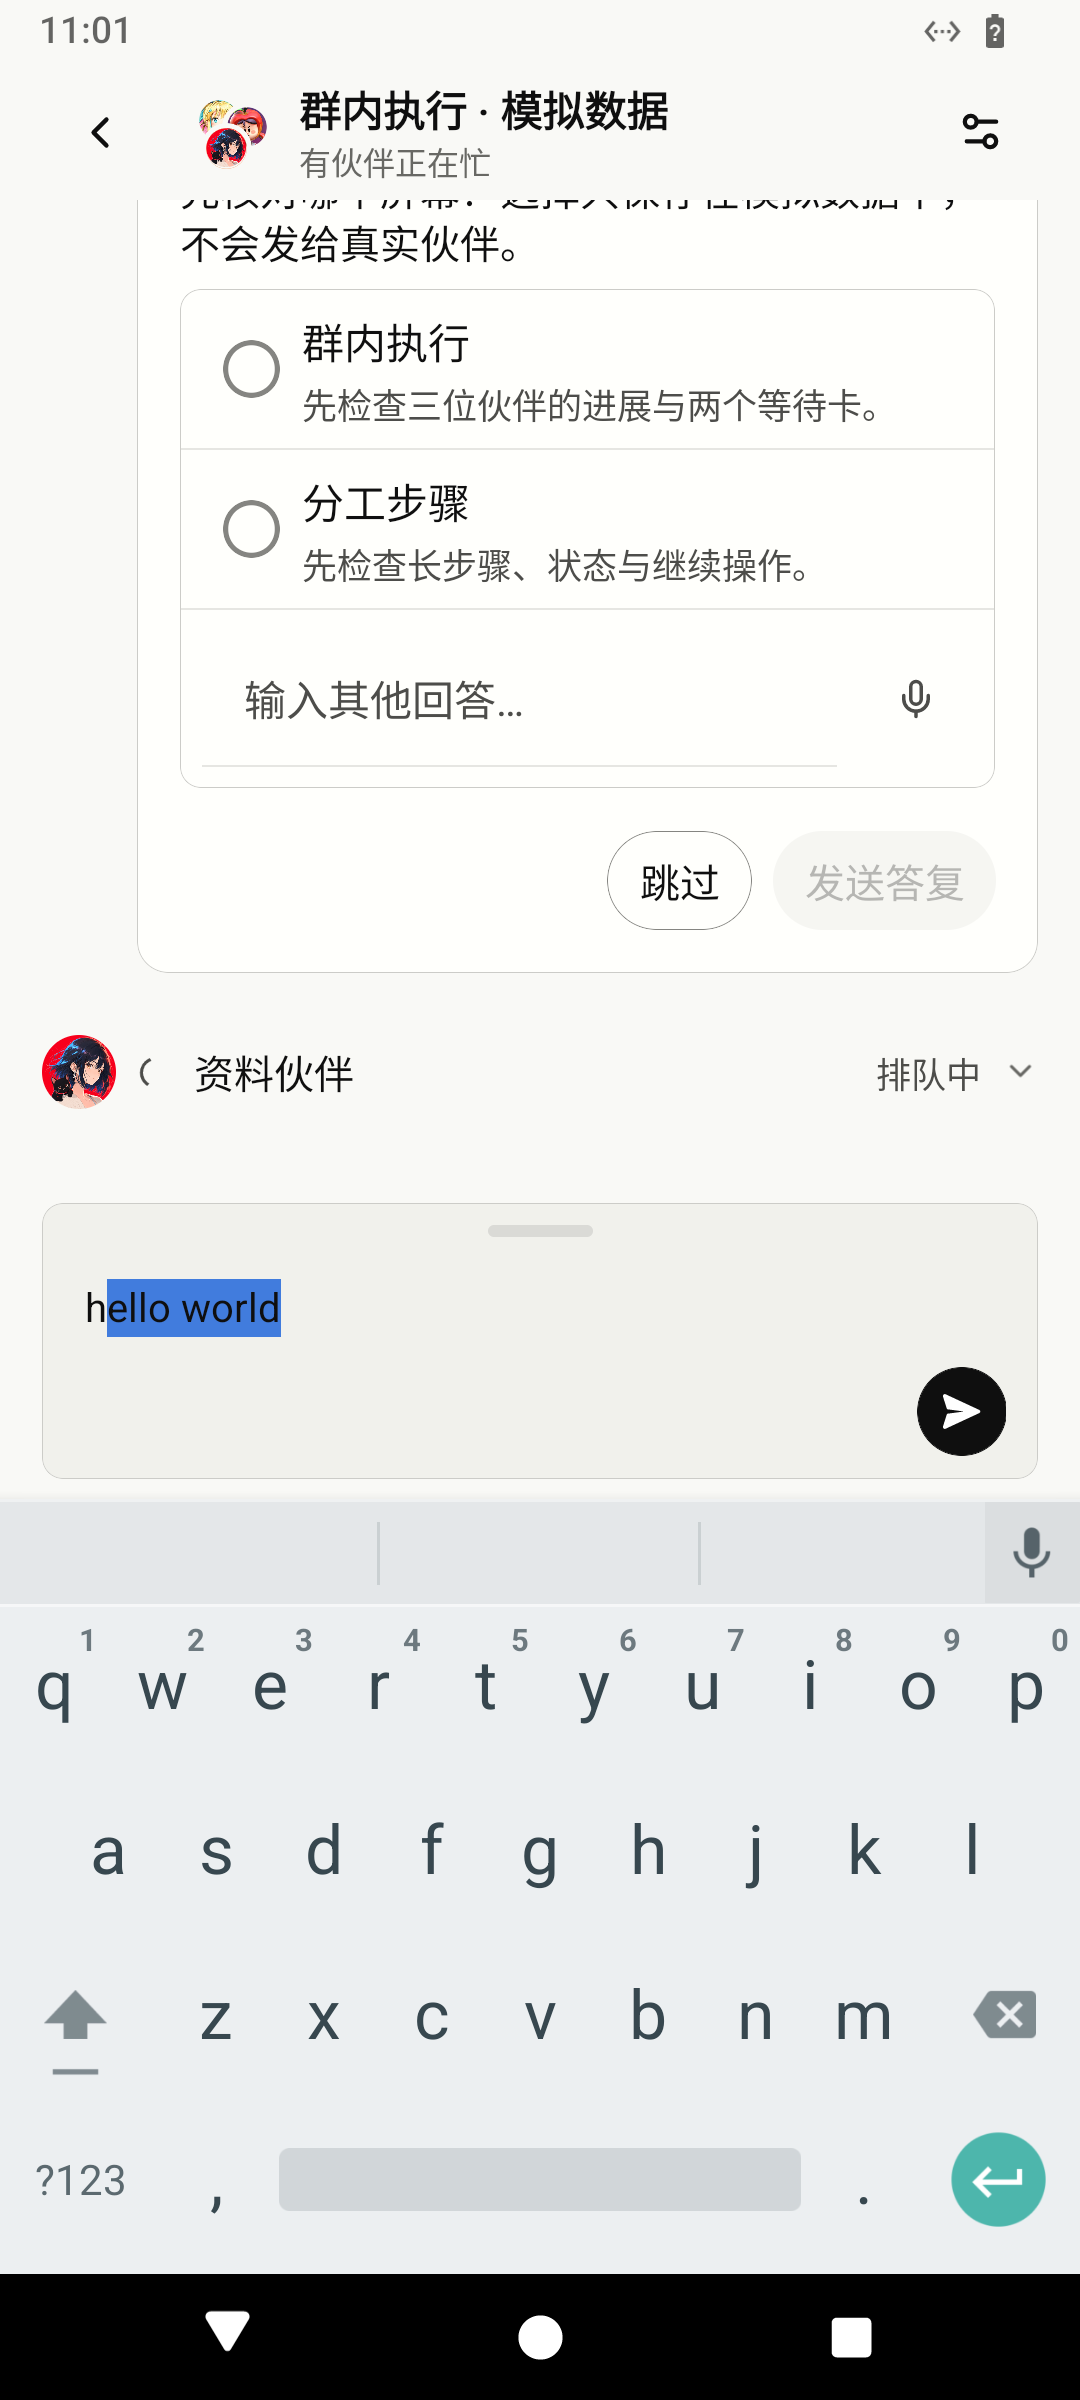 11:01
群内执行 · 模拟数据
有伙伴正在忙
不会发给真实伙伴。
群内执行
先检查三位伙伴的进展与两个等待卡。
分工步骤
先检查长步骤、状态与继续操作。
输入其他回答...
跳过 发送答复
资料伙伴 排队中
hello world
1 2 3 4 5 6 7 8 9 0
q w e r t y u i o p
a s d f g h j k l
z x c v b n m
?123 , .